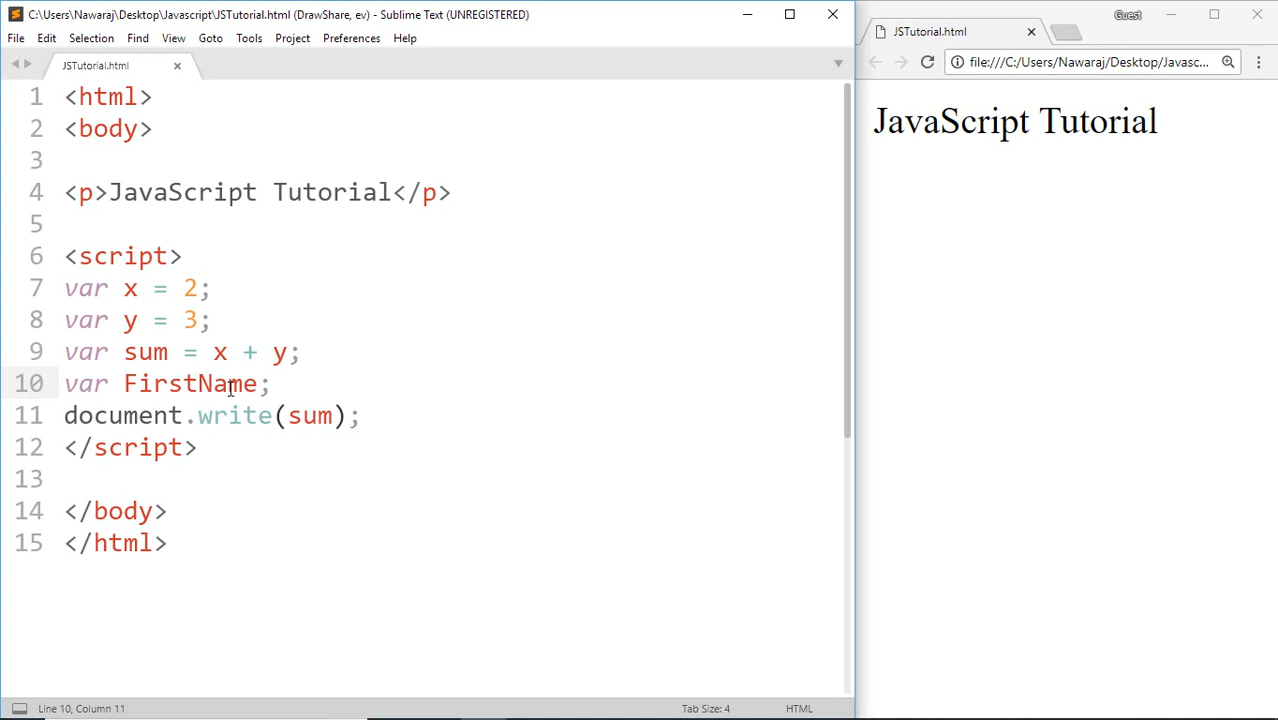 C:\Users\Nawaraj\Desktop\Javascript\JSTutorial.html (DrawShare, ev) - Sublime Text (UNREGISTERED)
File Edit Selection Find View Goto Tools Project Preferences Help
JSTutorial.html
1 <html>
2 <body>
3
4 <p>JavaScript Tutorial</p>
5
6 <script>
7 var x = 2;
8 var y = 3;
9 var sum = x + y;
10 var FirstName;
11 document.write(sum);
12 </script>
13
14 </body>
15 </html>
Line 10, Column 11
Tab Size: 4
HTML
Guest
JSTutorial.html
file:///C:/Users/Nawaraj/Desktop/Javasc...
JavaScript Tutorial